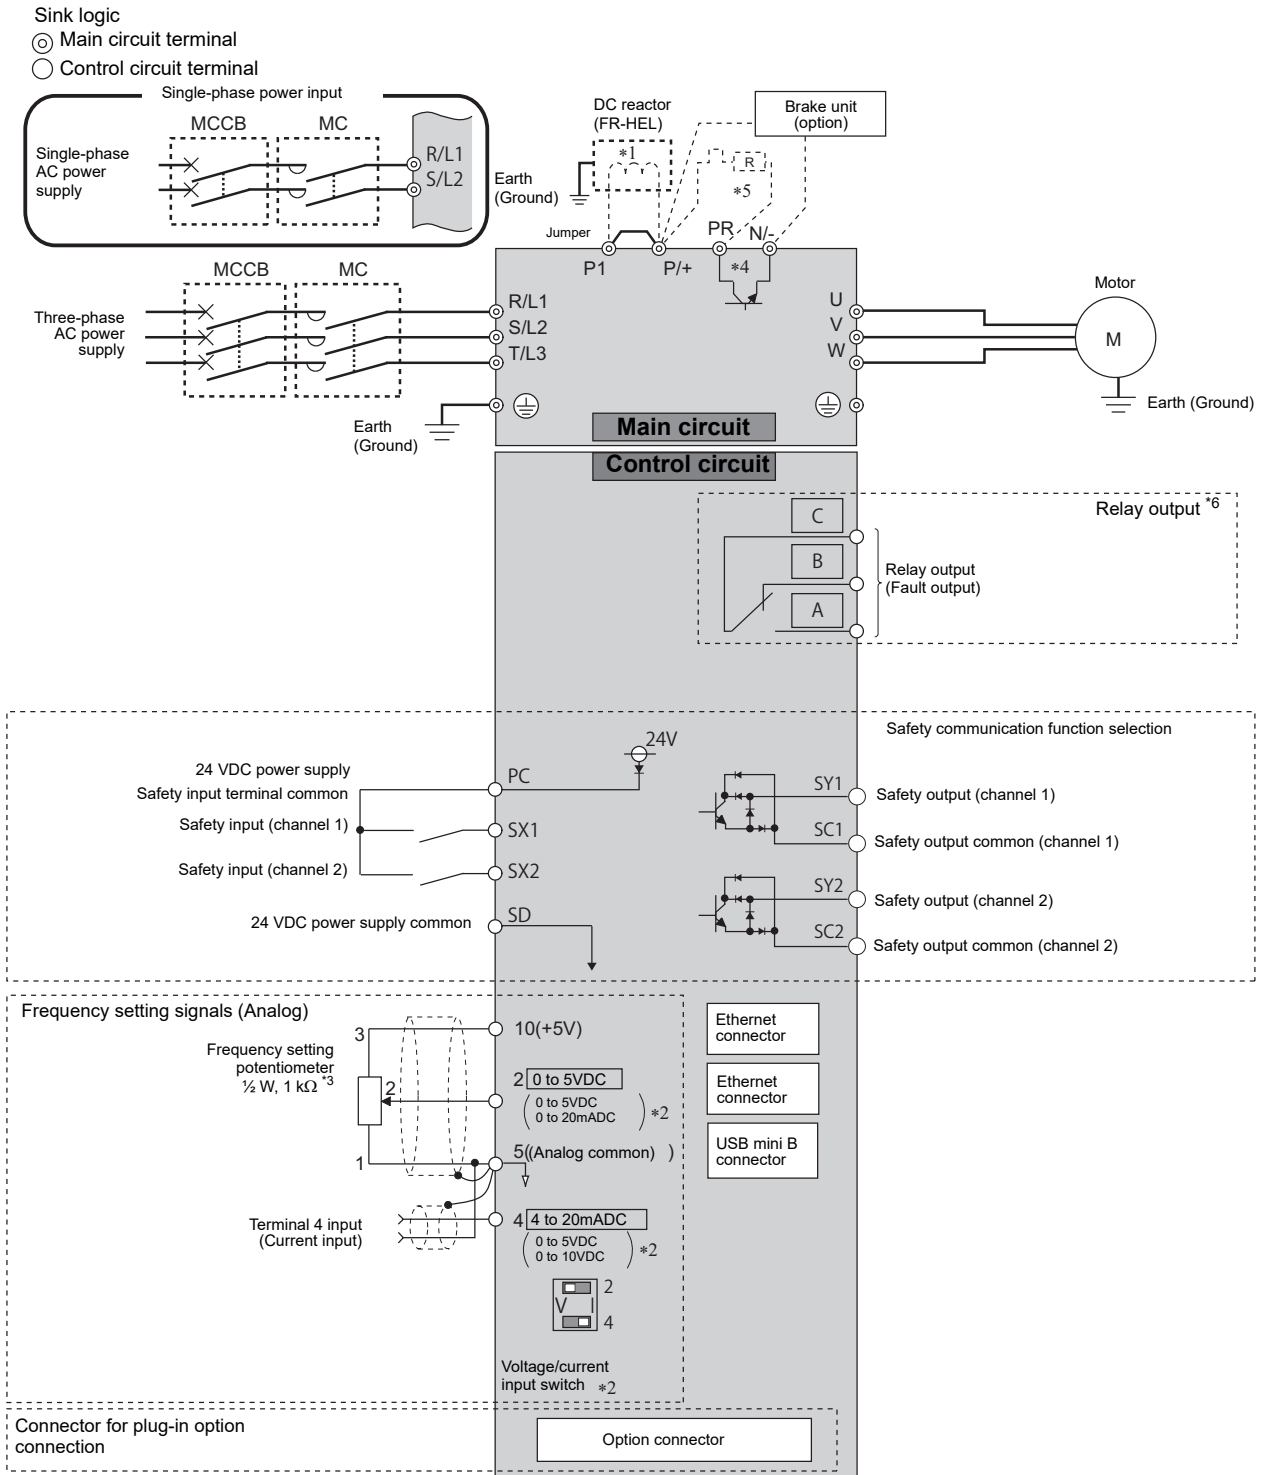 Sink logic
Main circuit terminal
Control circuit terminal
Single-phase power input
MCCB
MC
Single-phase
AC power
supply
R/L1
S/L2
DC reactor
(FR-HEL)
*1
Earth
(Ground)
Brake unit
(option)
R
*5
Jumper
P1
P/+
PR
N/-
*4
MCCB
MC
Three-phase
AC power
supply
R/L1
S/L2
T/L3
U
V
W
Motor
M
Earth
(Ground)
Earth (Ground)
Main circuit
Control circuit
Relay output *6
C
B
A
Relay output
(Fault output)
Safety communication function selection
24 VDC power supply
Safety input terminal common
Safety input (channel 1)
Safety input (channel 2)
24 VDC power supply common
PC
SX1
SX2
SD
24V
SY1
SC1
SY2
SC2
Safety output (channel 1)
Safety output common (channel 1)
Safety output (channel 2)
Safety output common (channel 2)
Frequency setting signals (Analog)
Frequency setting
potentiometer
½ W, 1 kΩ *3
3
2
1
10(+5V)
2 0 to 5VDC
0 to 5VDC
0 to 20mADC
*2
5((Analog common) )
Terminal 4 input
(Current input)
4 4 to 20mADC
0 to 5VDC
0 to 10VDC
*2
2
V I
4
Voltage/current
input switch *2
Ethernet
connector
Ethernet
connector
USB mini B
connector
Connector for plug-in option
connection
Option connector